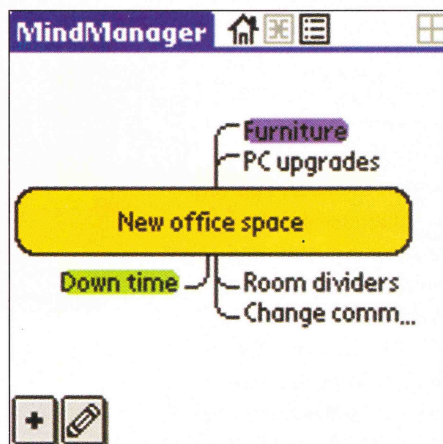 MindManager
Furniture
PC upgrades
New office space
Down time
Room dividers
Change comm...